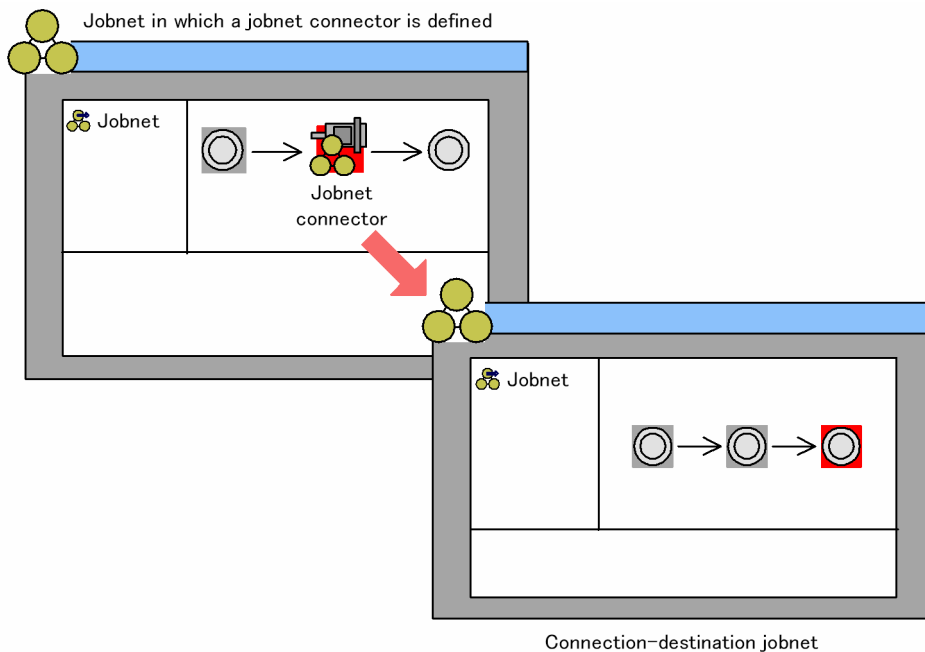 Jobnet in which a jobnet connector is defined
Jobnet
Jobnet
connector
Jobnet
Connection-destination jobnet